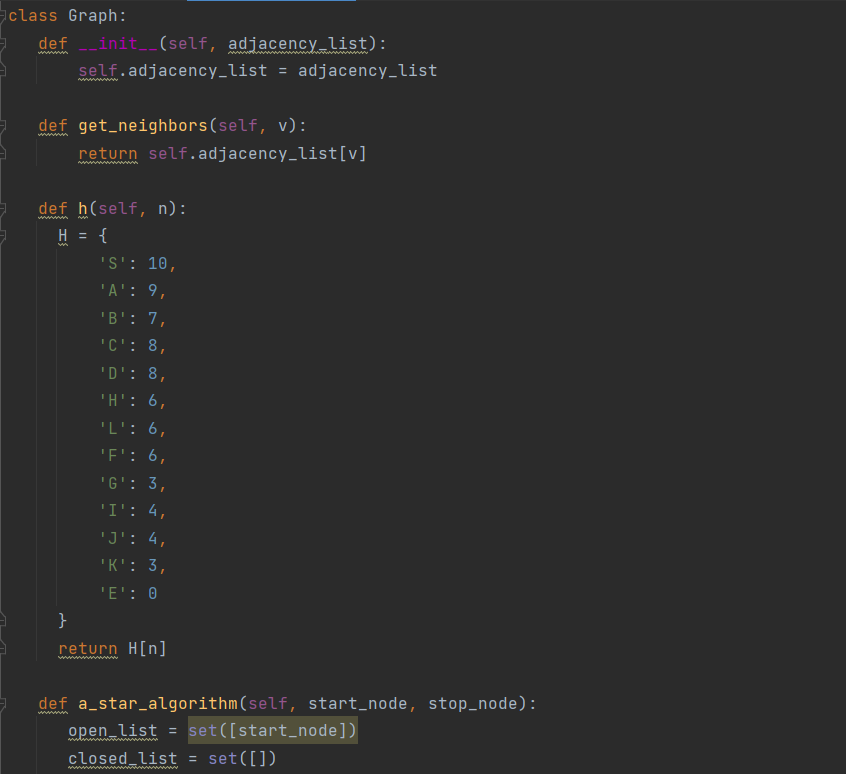 class Graph:
    def __init__(self, adjacency_list):
        self.adjacency_list = adjacency_list
    def get_neighbors(self, v):
        return self.adjacency_list[v]
    def h(self, n):
      H = {
          'S': 10,
          'A': 9,
          'B': 7,
          'C': 8,
          'D': 8,
          'H': 6,
          'L': 6,
          'F': 6,
          'G': 3,
          'I': 4,
          'J': 4,
          'K': 3,
          'E': 0
      }
      return H[n]
    def a_star_algorithm(self, start_node, stop_node):
       open_list = set([start_node])
       closed_list = set([])